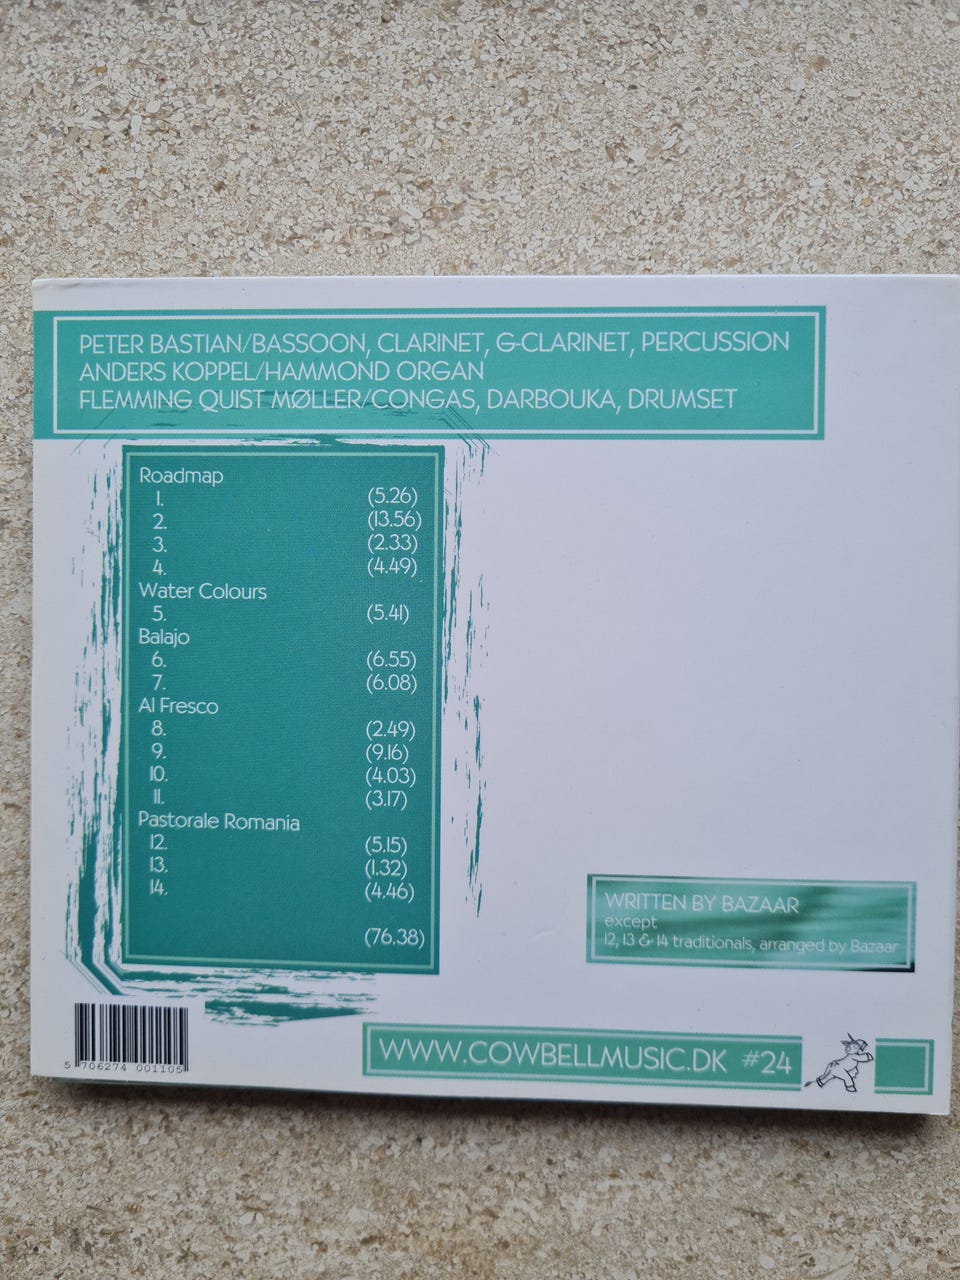 PETER BASTIAN/BASSOON, CLARINET, G-CLARINET, PERCUSSION
ANDERS KOPPEL/HAMMOND ORGAN
FLEMMING QUIST MØLLER/CONGAS, DARBOUKA, DRUMSET
Roadmap
1. (5.26)
2. (13.56)
3. (2.33)
4. (4.49)
Water Colours
5. (5.41)
Balajo
6. (6.55)
7. (6.08)
Al Fresco
8. (2.49)
9. (9.16)
10. (4.03)
11. (3.17)
Pastorale Romania
12. (5.15)
13. (1.32)
14. (4.46)
(76.38)
WRITTEN BY BAZAAR
except
12, 13 & 14 traditionals, arranged by Bazaar
WWW.COWBELLMUSIC.DK #24
5 706274 001105